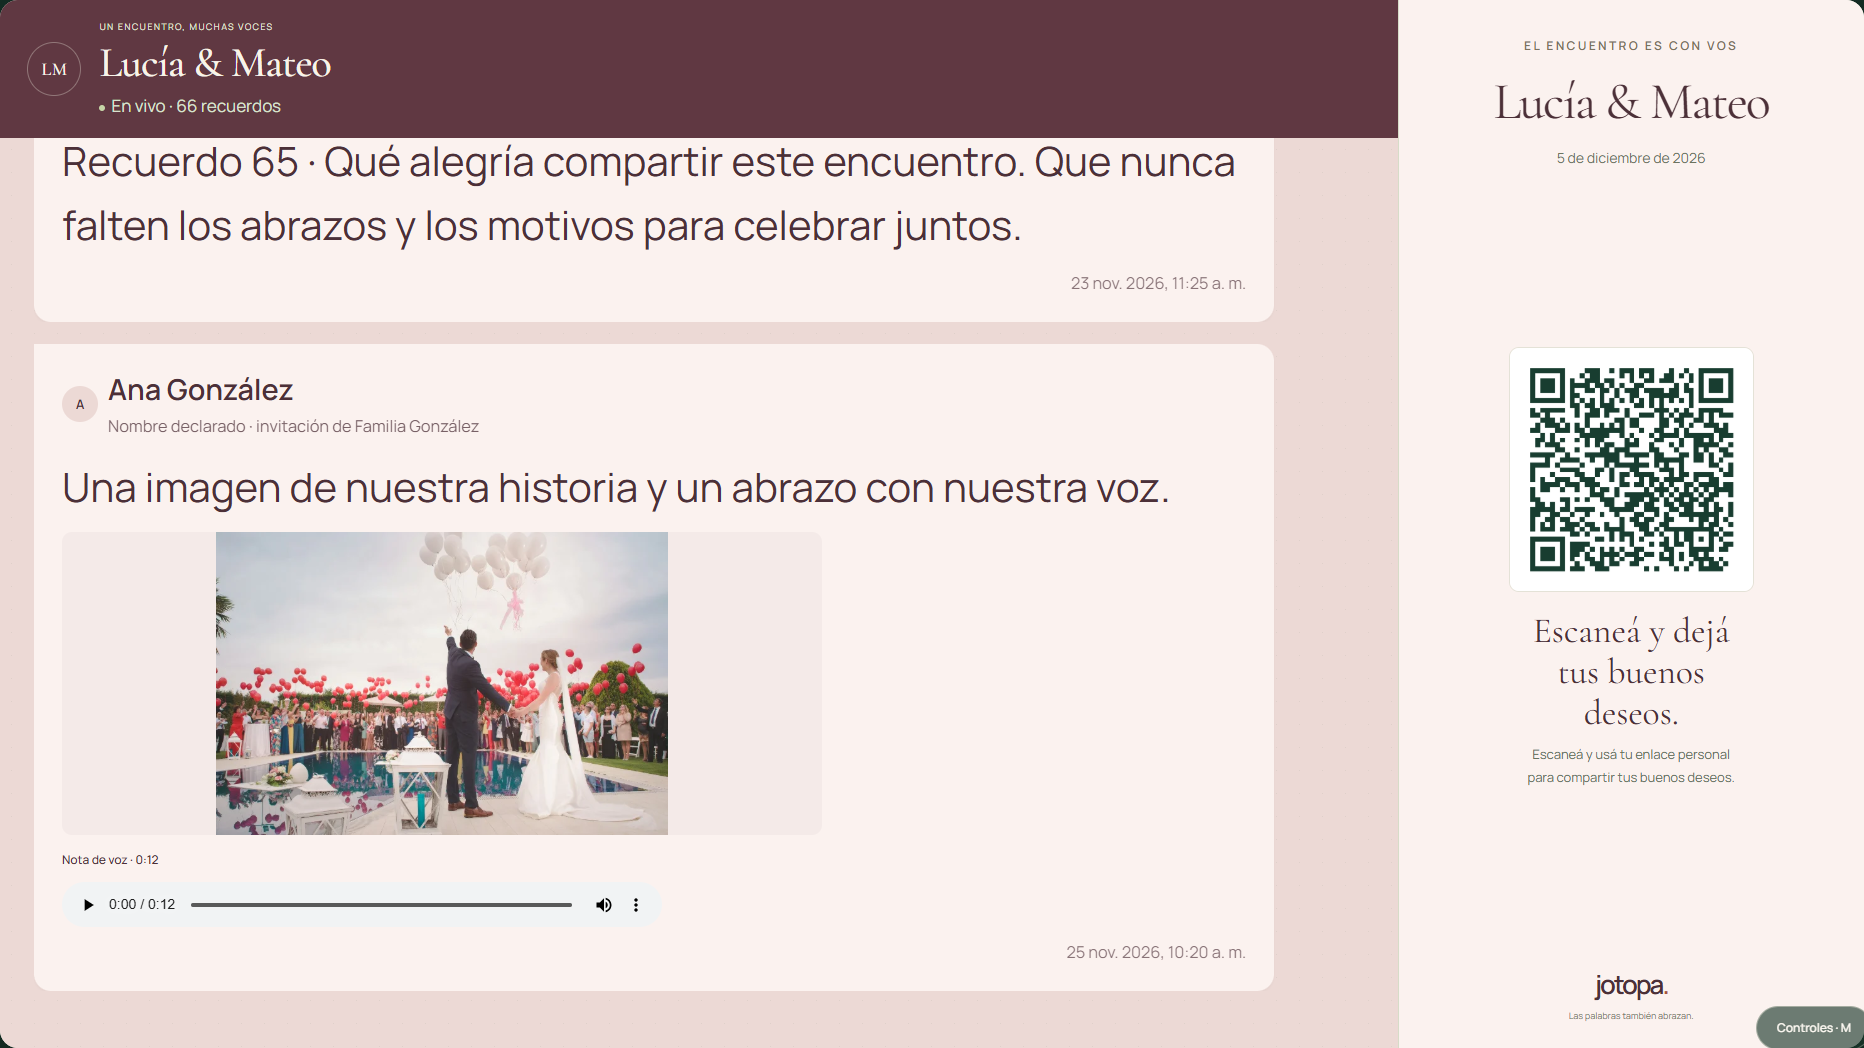 UN ENCUENTRO, MUCHAS VOCES
LM
Lucía & Mateo
En vivo · 66 recuerdos
Recuerdo 65 · Qué alegría compartir este encuentro. Que nunca
falten los abrazos y los motivos para celebrar juntos.
23 nov. 2026, 11:25 a. m.
A
Ana González
Nombre declarado · invitación de Familia González
Una imagen de nuestra historia y un abrazo con nuestra voz.
Nota de voz · 0:12
0:00 / 0:12
25 nov. 2026, 10:20 a. m.
EL ENCUENTRO ES CON VOS
Lucía & Mateo
5 de diciembre de 2026
Escaneá y dejá
tus buenos
deseos.
Escaneá y usá tu enlace personal
para compartir tus buenos deseos.
jotopa.
Las palabras también abrazan.
Controles · M